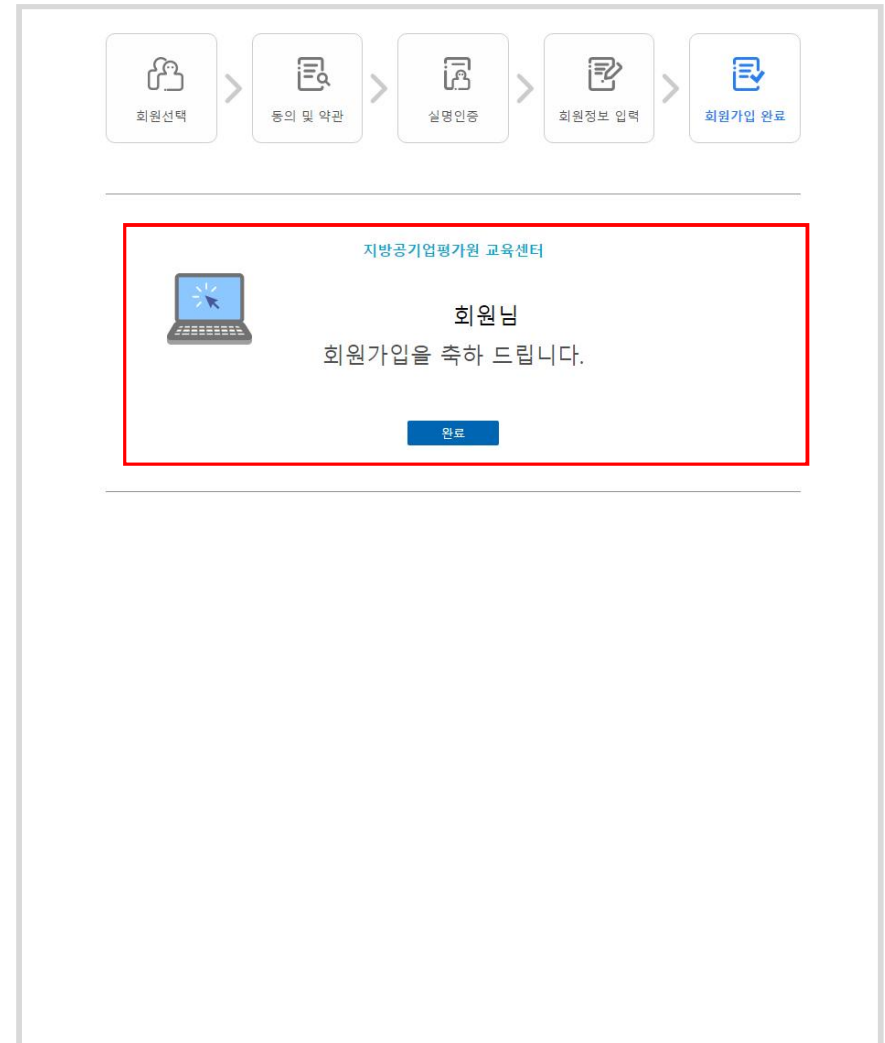 회원선택
동의 및 약관
실명인증
회원정보 입력
회원가입 완료
지방공기업평가원 교육센터
회원님
회원가입을 축하 드립니다.
완료